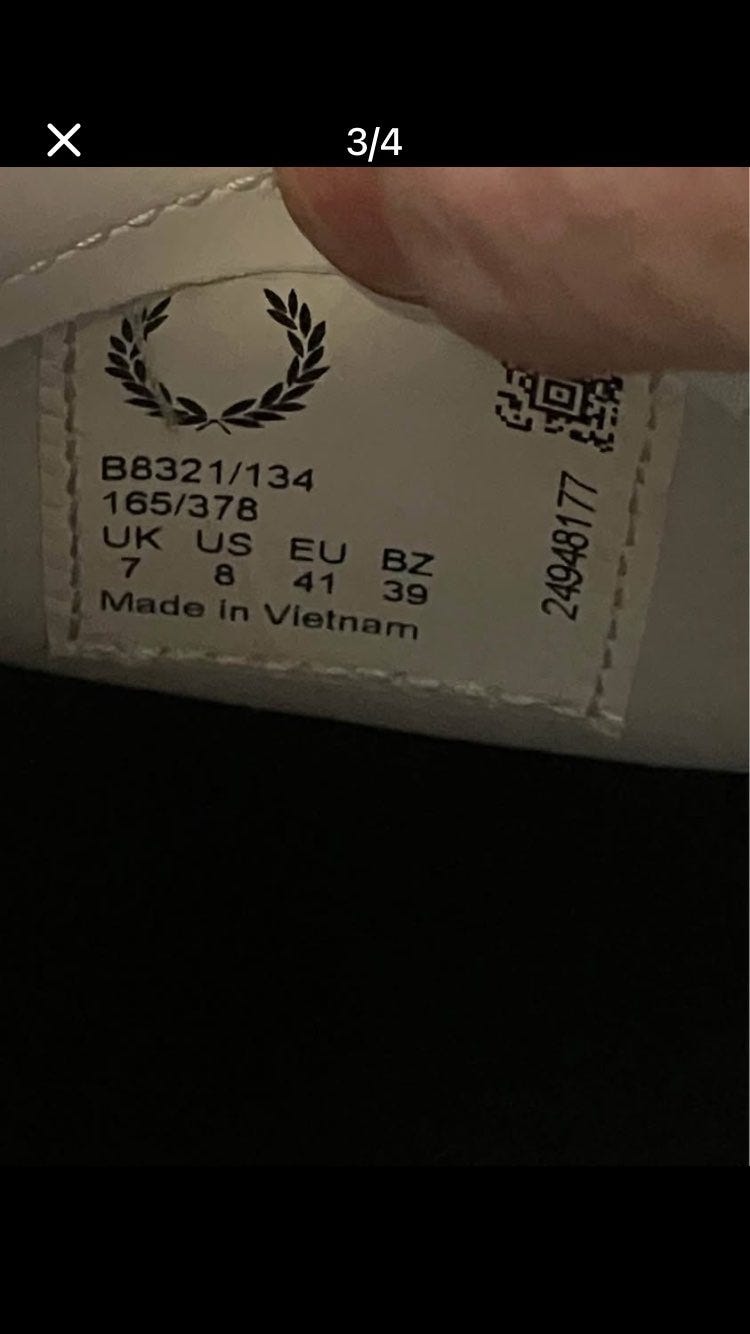 3/4
B8321/134
165/378
UK US EU BZ
7 8 41 39
Made in Vietnam
24948177